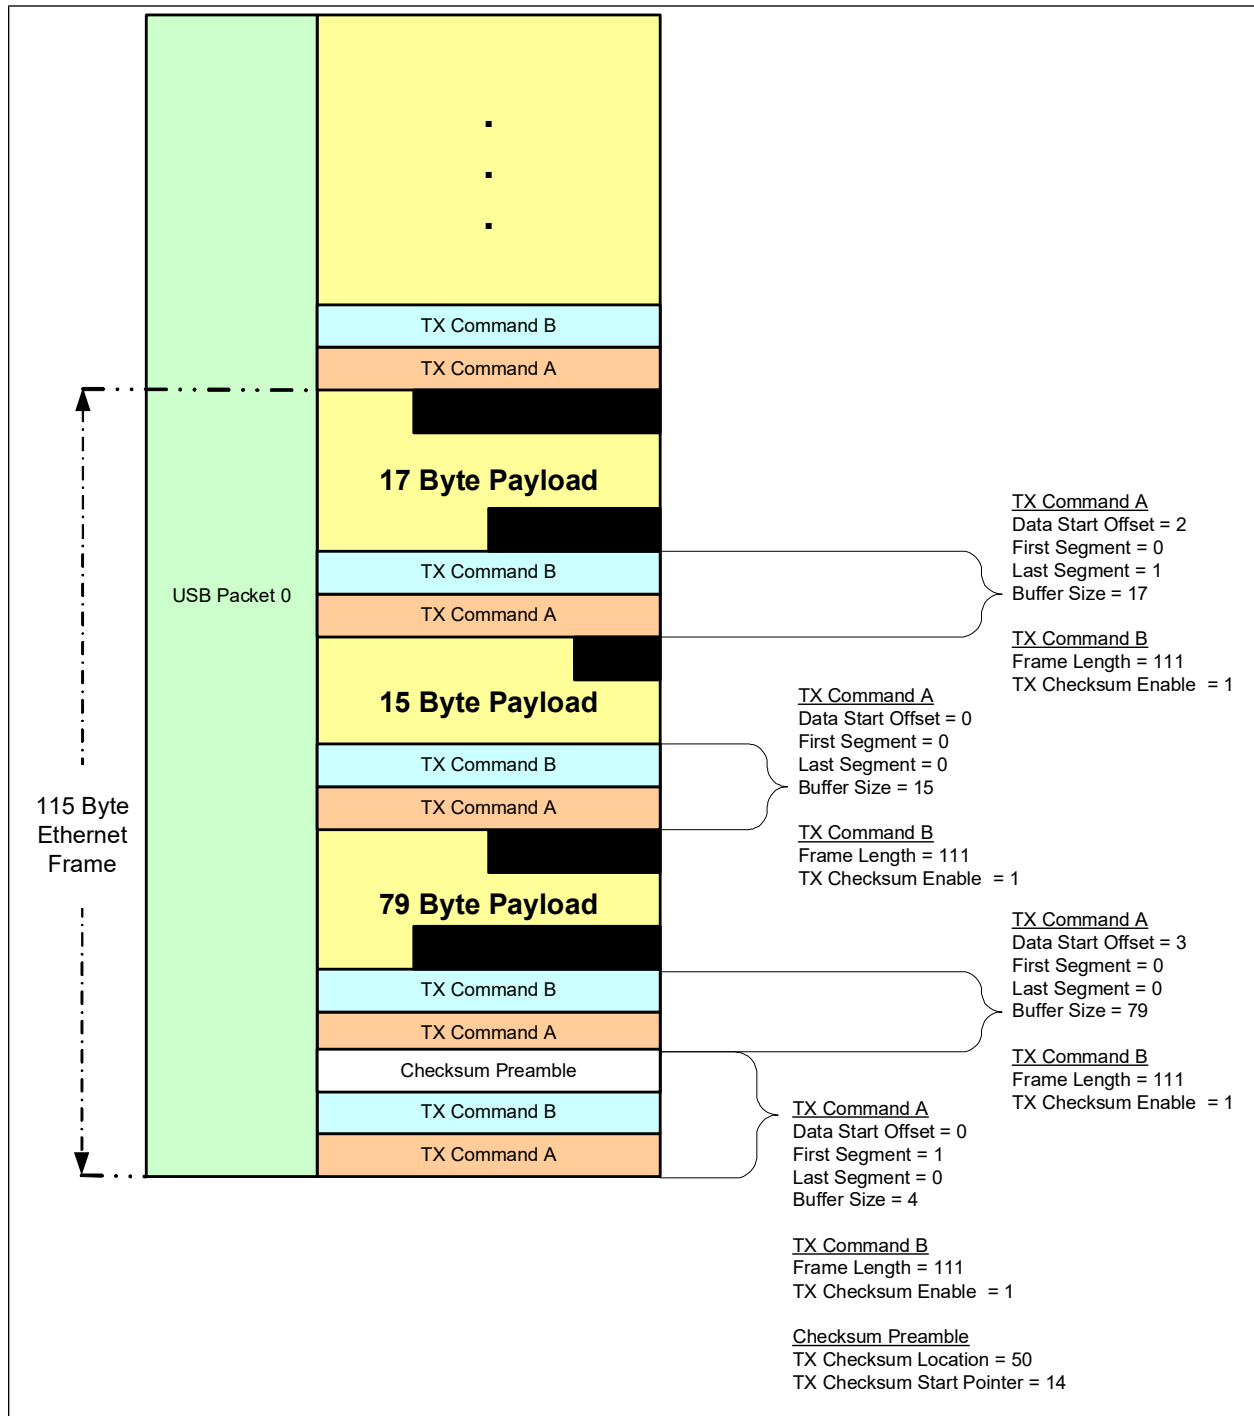 TX Command B
TX Command A
17 Byte Payload
TX Command B
USB Packet 0
TX Command A
15 Byte Payload
TX Command B
TX Command A
115 Byte
Ethernet
Frame
79 Byte Payload
TX Command B
TX Command A
Checksum Preamble
TX Command B
TX Command A
TX Command A
Data Start Offset = 2
First Segment = 0
Last Segment = 1
Buffer Size = 17
TX Command B
Frame Length = 111
TX Checksum Enable = 1
TX Command A
Data Start Offset = 0
First Segment = 0
Last Segment = 0
Buffer Size = 15
TX Command B
Frame Length = 111
TX Checksum Enable = 1
TX Command A
Data Start Offset = 3
First Segment = 0
Last Segment = 0
Buffer Size = 79
TX Command B
Frame Length = 111
TX Checksum Enable = 1
TX Command A
Data Start Offset = 0
First Segment = 1
Last Segment = 0
Buffer Size = 4
TX Command B
Frame Length = 111
TX Checksum Enable = 1
Checksum Preamble
TX Checksum Location = 50
TX Checksum Start Pointer = 14